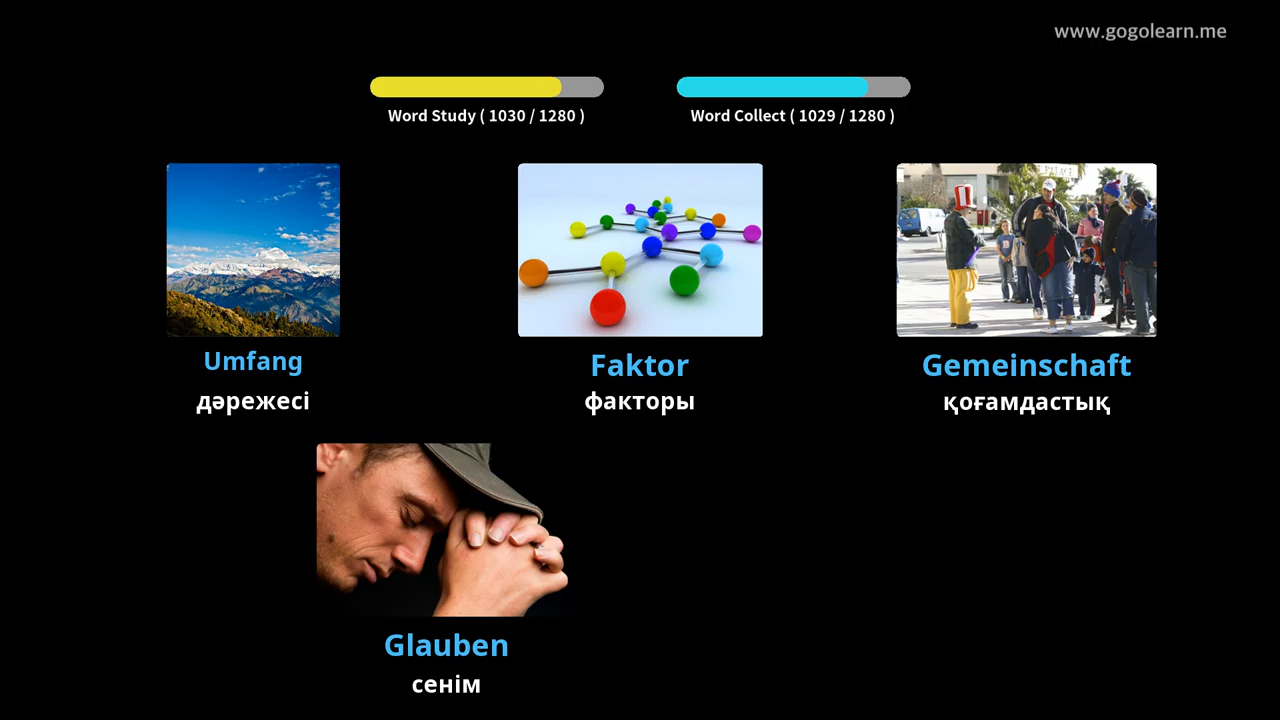 www.gogolearn.me
Word Study ( 1030 / 1280 )
Word Collect ( 1029 / 1280 )
Umfang
дәрежесі
Faktor
факторы
Gemeinschaft
қоғамдастық
Glauben
сенім